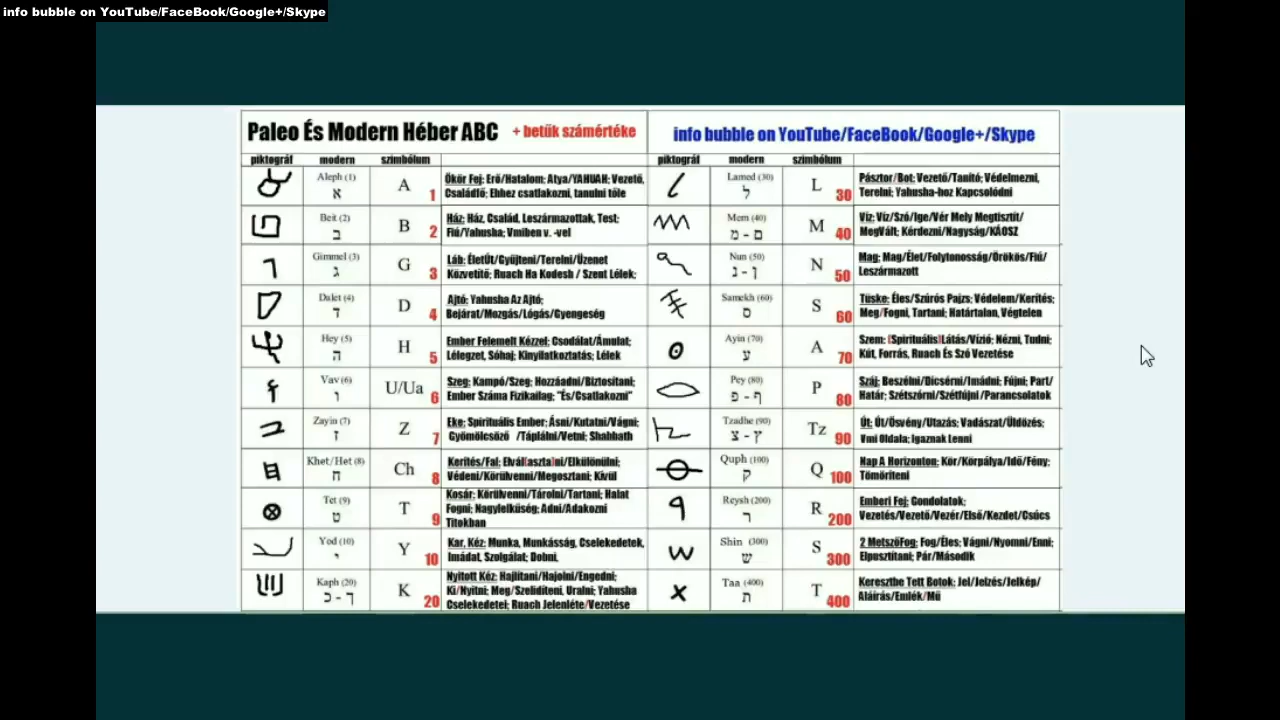 info bubble on YouTube/FaceBook/Google+/Skype
Paleo És Modern Héber ABC + betűk számértéke
info bubble on YouTube/FaceBook/Google+/Skype
piktográf modern szimbólum
piktográf modern szimbólum
Aleph (1)
א
A 1
Ökör Fej: Erő/Hatalom; Atya/YAHUAH; Vezető,
Családfő; Ehhez csatlakozni, tanulni tőle
Beit (2)
ב
B 2
Ház: Ház, Család, Leszármazottak, Test;
Fiú/Yahusha; Vmiben v. -vel
Gimmel (3)
ג
G 3
Láb: ÉletÚt/Gyűjteni/Terelni/Üzenet
Közvetítő; Ruach Ha Kodesh / Szent Lélek;
Dalet (4)
ד
D 4
Ajtó: Yahusha Az Ajtó;
Bejárat/Mozgás/Lógás/Gyengeség
Hey (5)
ה
H 5
Ember Felemelt Kézzel: Csodálat/Ámulat;
Lélegzet, Sóhaj; Kinyilatkoztatás; Lélek
Vav (6)
ו
U/Ua 6
Szeg: Kampó/Szeg; Hozzáadni/Biztosítani;
Ember Száma Fizikailag; "És/Csatlakozni"
Zayin (7)
ז
Z 7
Eke: Spirituális Ember; Ásni/Kutatni/Vágni;
Gyömölcsöző /Táplálni/Vetni; Shabbath
Khet/Het (8)
ח
Ch 8
Kerítés/Fal: Elvál(aszta)ni/Elkülönülni;
Védeni/Körülvenni/Megosztani; Kívül
Tet (9)
ט
T 9
Kosár: Körülvenni/Tárolni/Tartani; Halat
Fogni; Nagylelkűség; Adni/Adakozni
Titokban
Yod (10)
י
Y 10
Kar, Kéz: Munka, Munkásság, Cselekedetek,
Imádat, Szolgálat; Dobni,
Kaph (20)
כ - ך
K 20
Nyitott Kéz: Hajlítani/Hajolni/Engedni;
Ki/Nyitni; Meg/Szelídíteni, Uralni; Yahusha
Cselekedetei; Ruach Jelenléte/Vezetése
Lamed (30)
ל
L 30
Pásztor/Bot: Vezető/Tanító; Védelmezni,
Terelni; Yahusha-hoz Kapcsolódni
Mem (40)
מ - ם
M 40
Víz: Víz/Szó/Ige/Vér Mely Megtisztít/
MegVált; Kérdezni/Nagyság/KÁOSZ
Nun (50)
נ - ן
N 50
Mag: Mag/Élet/Folytonosság/Örökös/Fiú/
Leszármazott
Samekh (60)
ס
S 60
Tüske: Éles/Szúrós Pajzs; Védelem/Kerítés;
Meg/Fogni, Tartani; Határtalan, Végtelen
Ayin (70)
ע
A 70
Szem: (Spirituális)Látás/Vízió; Nézni, Tudni;
Kút, Forrás, Ruach És Szó Vezetése
Pey (80)
פ - ף
P 80
Száj: Beszélni/Dicsérni/Imádni; Fújni; Part/
Határ; Szétszórni/Szétfújni/Parancsolatok
Tzadhe (90)
צ - ץ
Tz 90
Út: Út/Ösvény/Utazás; Vadászat/Üldözés;
Vmi Oldala; Igaznak Lenni
Quph (100)
ק
Q 100
Nap A Horizonton: Kör/Körpálya/Idő/Fény;
Tömöríteni
Reysh (200)
ר
R 200
Emberi Fej: Gondolatok;
Vezetés/Vezető/Vezér/Első/Kezdet/Csúcs
Shin (300)
ש
S 300
2 MetszőFog: Fog/Éles; Vágni/Nyomni/Enni;
Elpusztítani; Pár/Második
Taa (400)
ת
T 400
Keresztbe Tett Botok: Jel/Jelzés/Jelkép/
Aláírás/Emlék/Mű